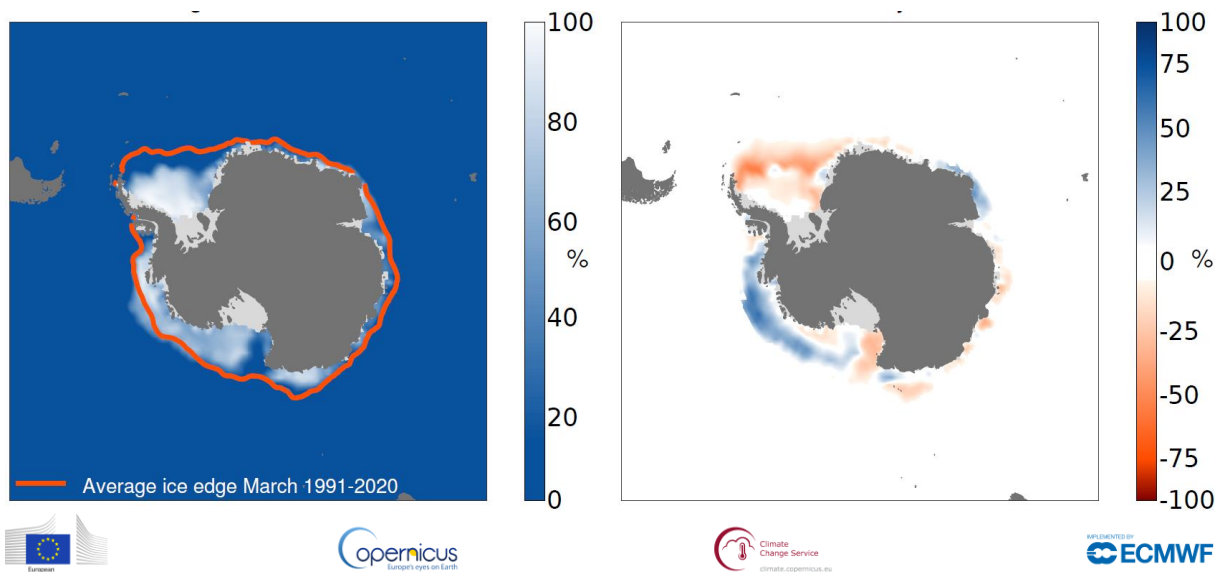 100
80
60
%
40
20
0
Average ice edge March 1991-2020
100
75
50
25
0
%
-25
-50
-75
-100
European
opernicus
Europe's eyes on Earth
Climate
Change Service
climate.copernicus.eu
IMPLEMENTED BY
ECMWF